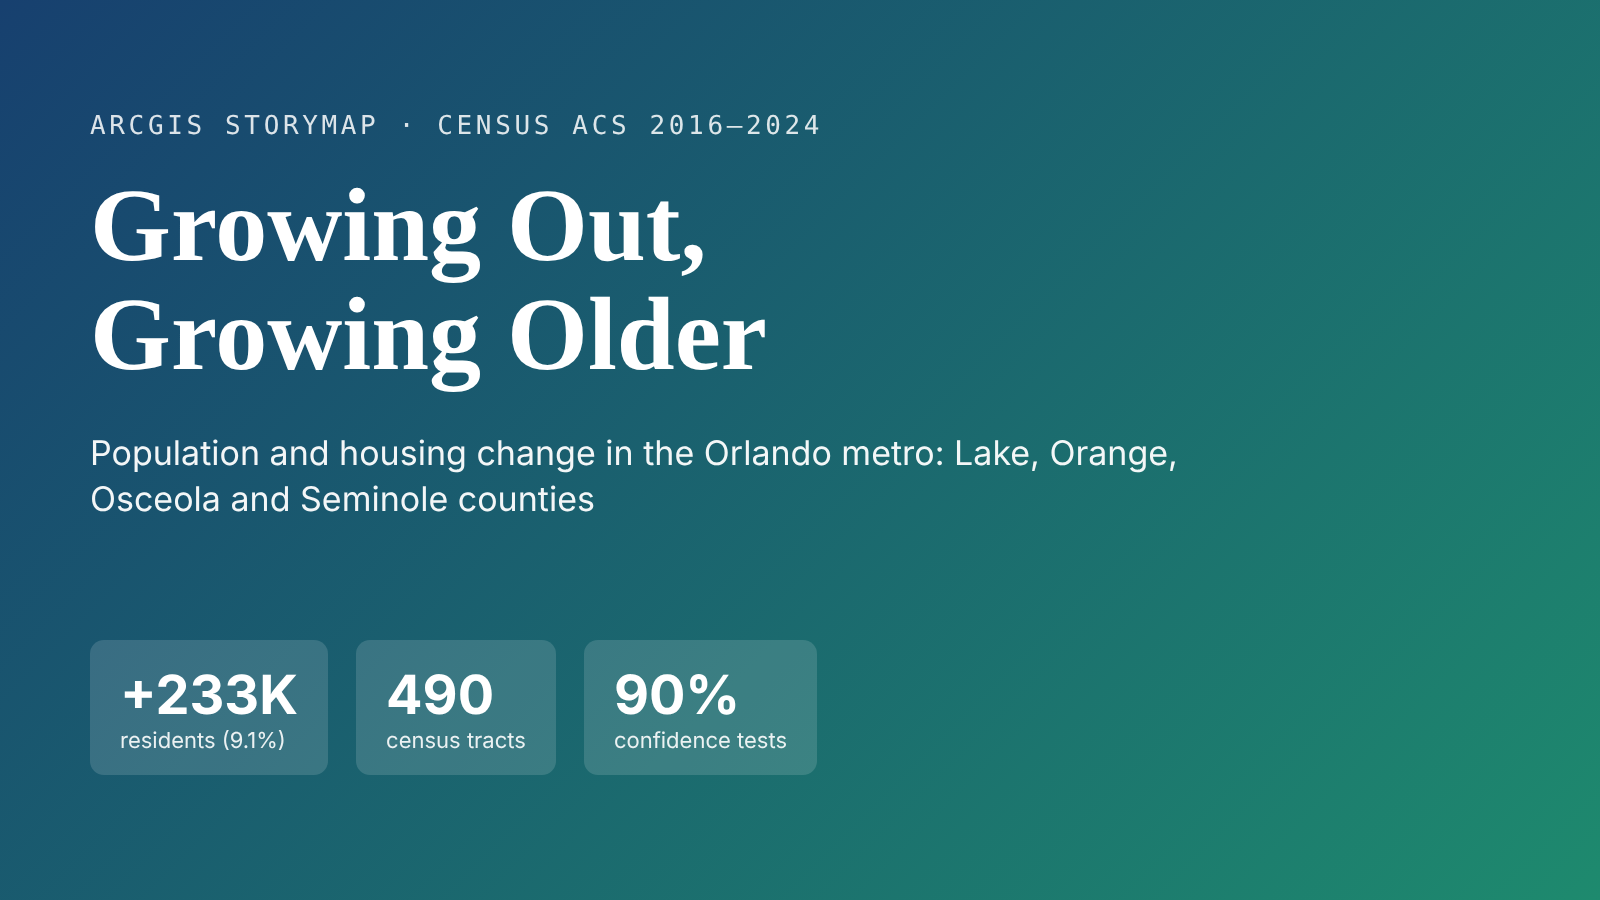 ARCGIS STORYMAP · CENSUS ACS 2016–2024
Growing Out,
Growing Older
Population and housing change in the Orlando metro: Lake, Orange,
Osceola and Seminole counties
+233K
residents (9.1%)
490
census tracts
90%
confidence tests